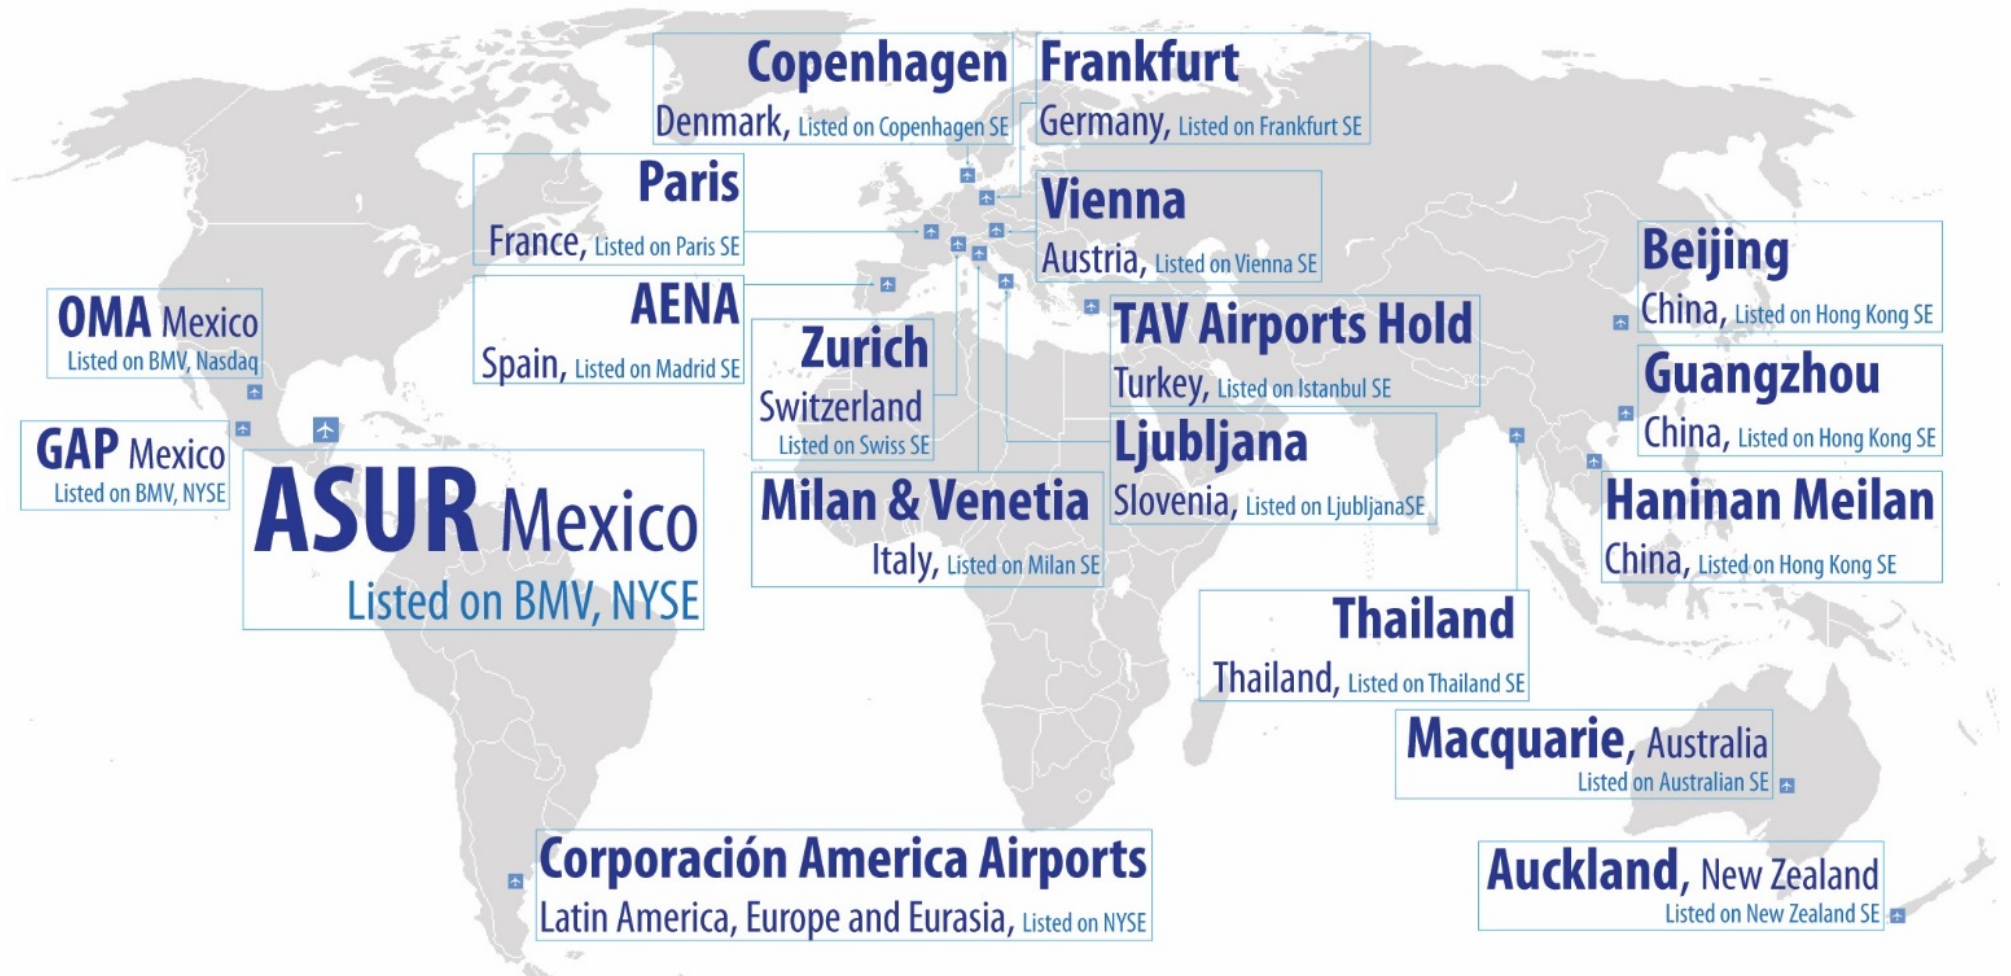 Copenhagen
Denmark, Listed on Copenhagen SE
Frankfurt
Germany, Listed on Frankfurt SE
Paris
France, Listed on Paris SE
Vienna
Austria, Listed on Vienna SE
AENA
Spain, Listed on Madrid SE
Zurich
Switzerland
Listed on Swiss SE
TAV Airports Hold
Turkey, Listed on Istanbul SE
Ljubljana
Slovenia, Listed on LjubljanaSE
Milan & Venetia
Italy, Listed on Milan SE
Beijing
China, Listed on Hong Kong SE
Guangzhou
China, Listed on Hong Kong SE
Haninan Meilan
China, Listed on Hong Kong SE
OMA Mexico
Listed on BMV, Nasdaq
GAP Mexico
Listed on BMV, NYSE
ASUR Mexico
Listed on BMV, NYSE
Thailand
Thailand, Listed on Thailand SE
Macquarie, Australia
Listed on Australian SE
Corporación America Airports
Latin America, Europe and Eurasia, Listed on NYSE
Auckland, New Zealand
Listed on New Zealand SE